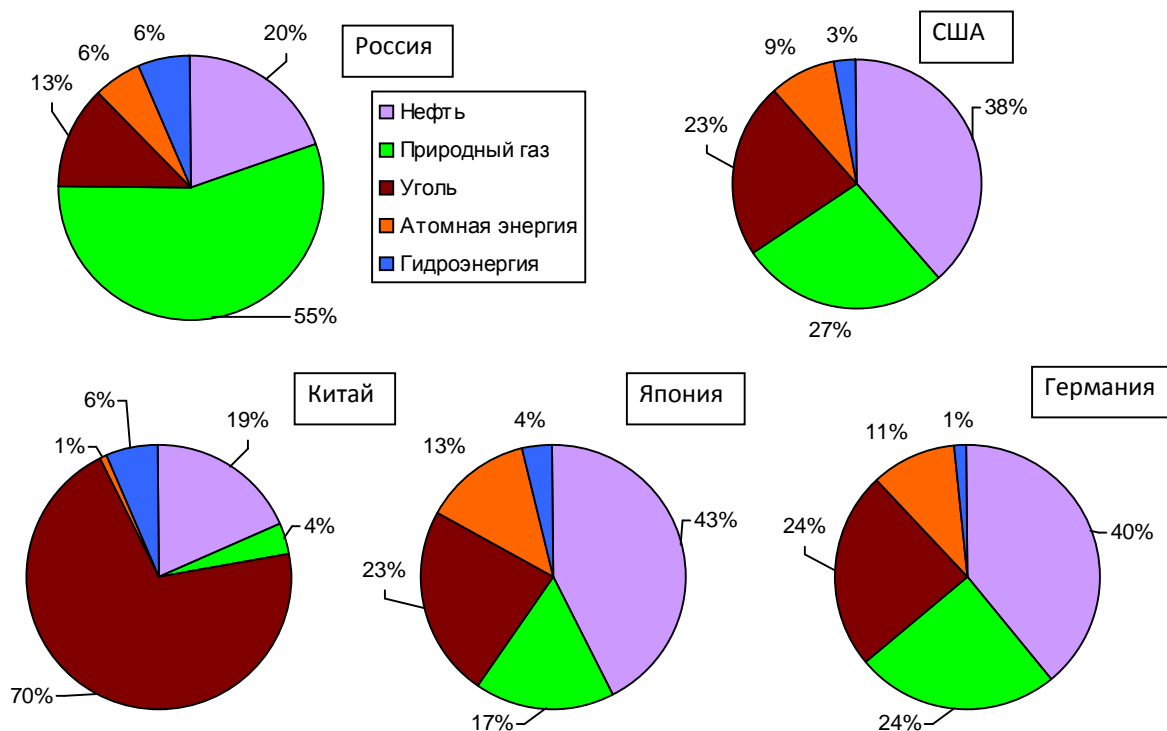 Россия
6%
6%
20%
13%
55%
Нефть
Природный газ
Уголь
Атомная энергия
Гидроэнергия
США
9%
3%
38%
23%
27%
Китай
6%
19%
1%
4%
70%
Япония
13%
4%
43%
23%
17%
Германия
11%
1%
40%
24%
24%